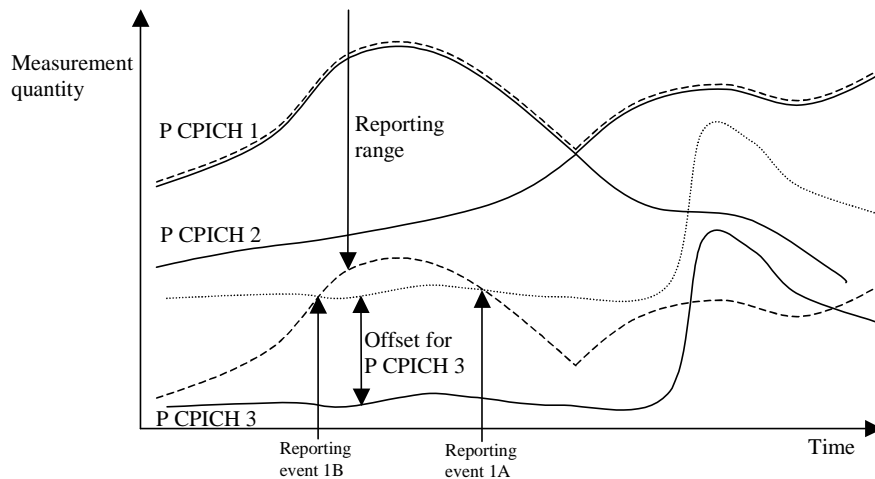 Measurement
quantity
P CPICH 1
Reporting
range
P CPICH 2
Offset for
P CPICH 3
P CPICH 3
Reporting
event 1B
Reporting
event 1A
Time